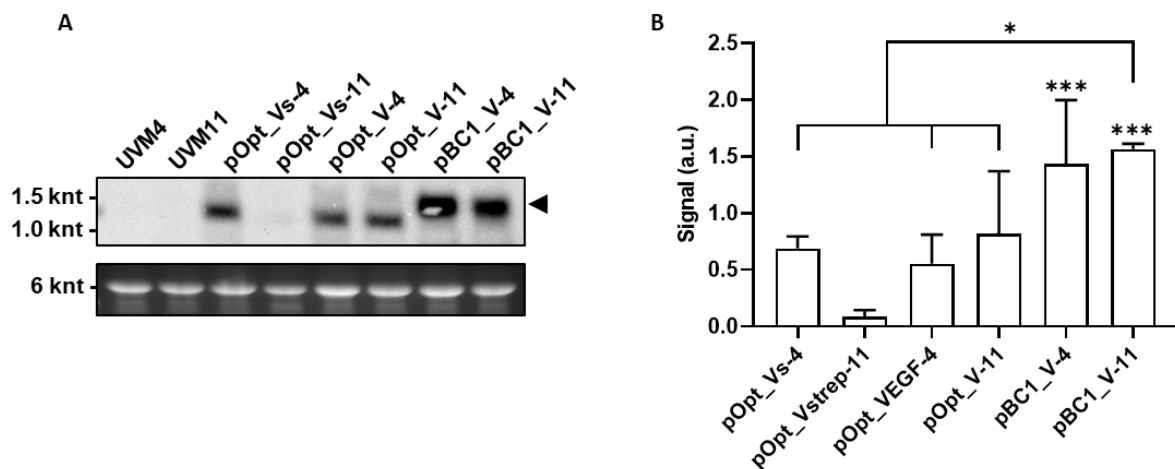 A
UVM4
UVM11
pOpt_Vs-4
pOpt_Vs-11
pOpt_V-4
pOpt_V-11
pBC1_V-4
pBC1_V-11
1.5 knt
1.0 knt
6 knt
B
*
***
***
Signal (a.u.)
2.5
2.0
1.5
1.0
0.5
0.0
pOpt_Vs-4
pOpt_Vstrep-11
pOpt_VEGF-4
pOpt_V-11
pBC1_V-4
pBC1_V-11